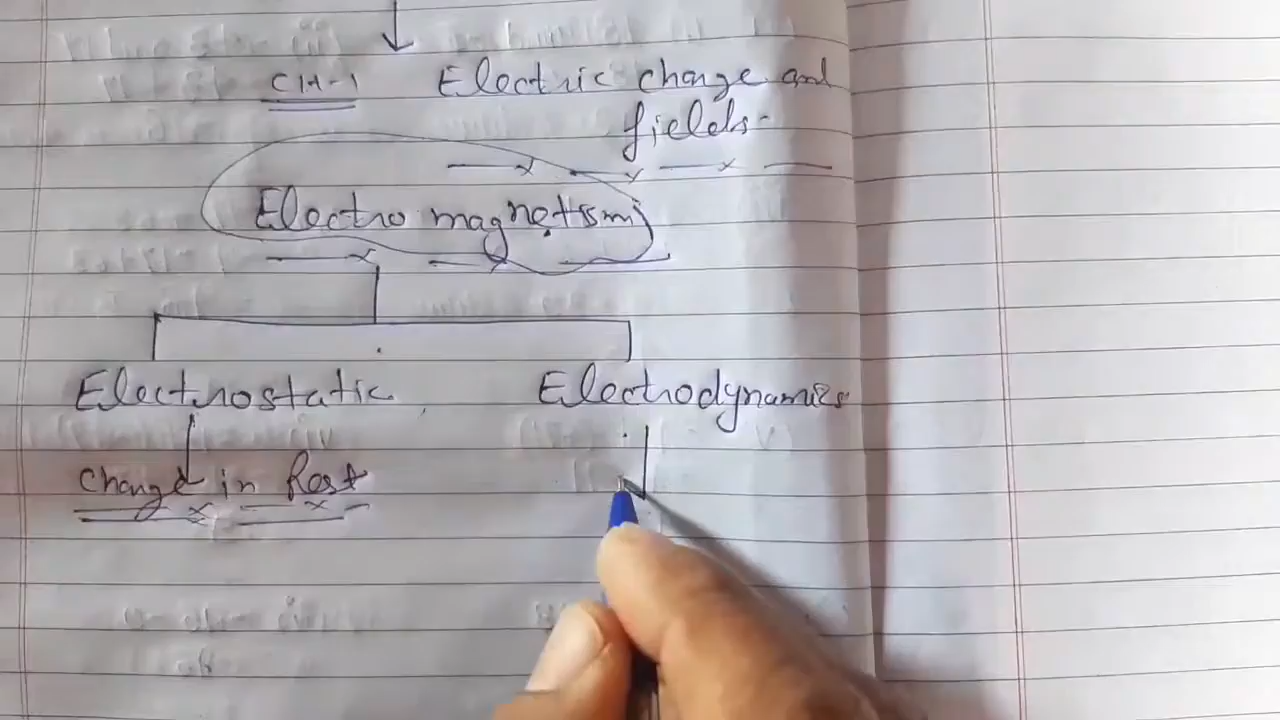 CH-1 Electric charge and
fields-
Electro magnetism
Electrostatic Electrodynamics
Charge in Rest